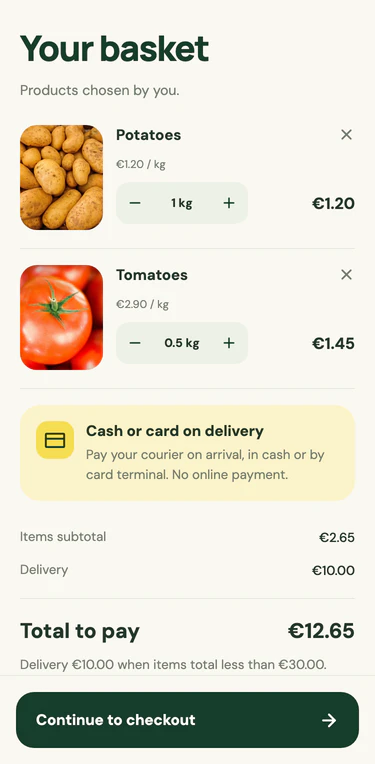 Your basket
Products chosen by you.
Potatoes
€1.20 / kg
1 kg
€1.20
Tomatoes
€2.90 / kg
0.5 kg
€1.45
Cash or card on delivery
Pay your courier on arrival, in cash or by
card terminal. No online payment.
Items subtotal €2.65
Delivery €10.00
Total to pay €12.65
Delivery €10.00 when items total less than €30.00.
Continue to checkout